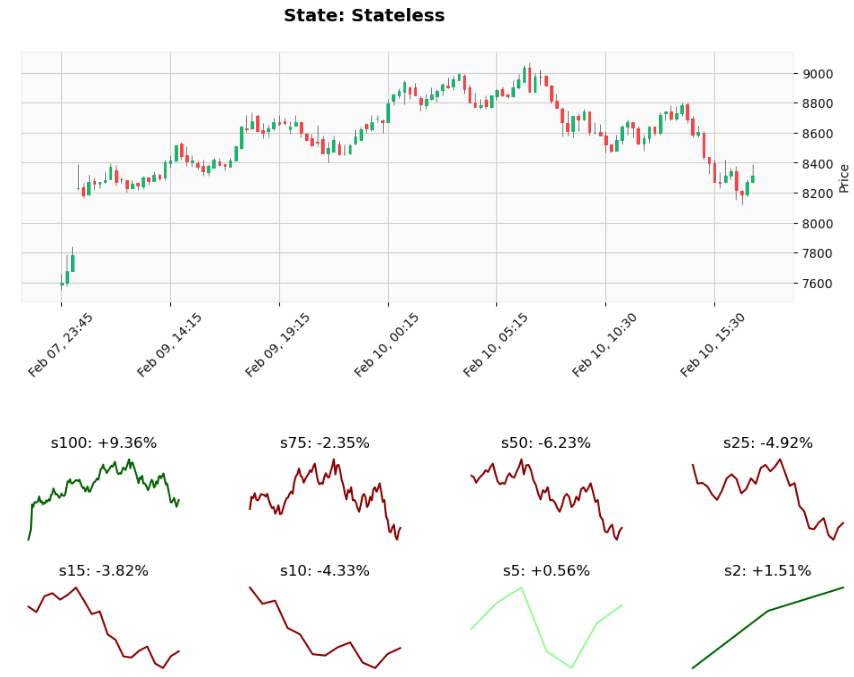 State: Stateless
9000
8800
8600
8400
8200
8000
7800
7600
Price
Feb 07, 23:45
Feb 09, 14:15
Feb 09, 19:15
Feb 10, 00:15
Feb 10, 05:15
Feb 10, 10:30
Feb 10, 15:30
s100: +9.36%
s75: -2.35%
s50: -6.23%
s25: -4.92%
s15: -3.82%
s10: -4.33%
s5: +0.56%
s2: +1.51%